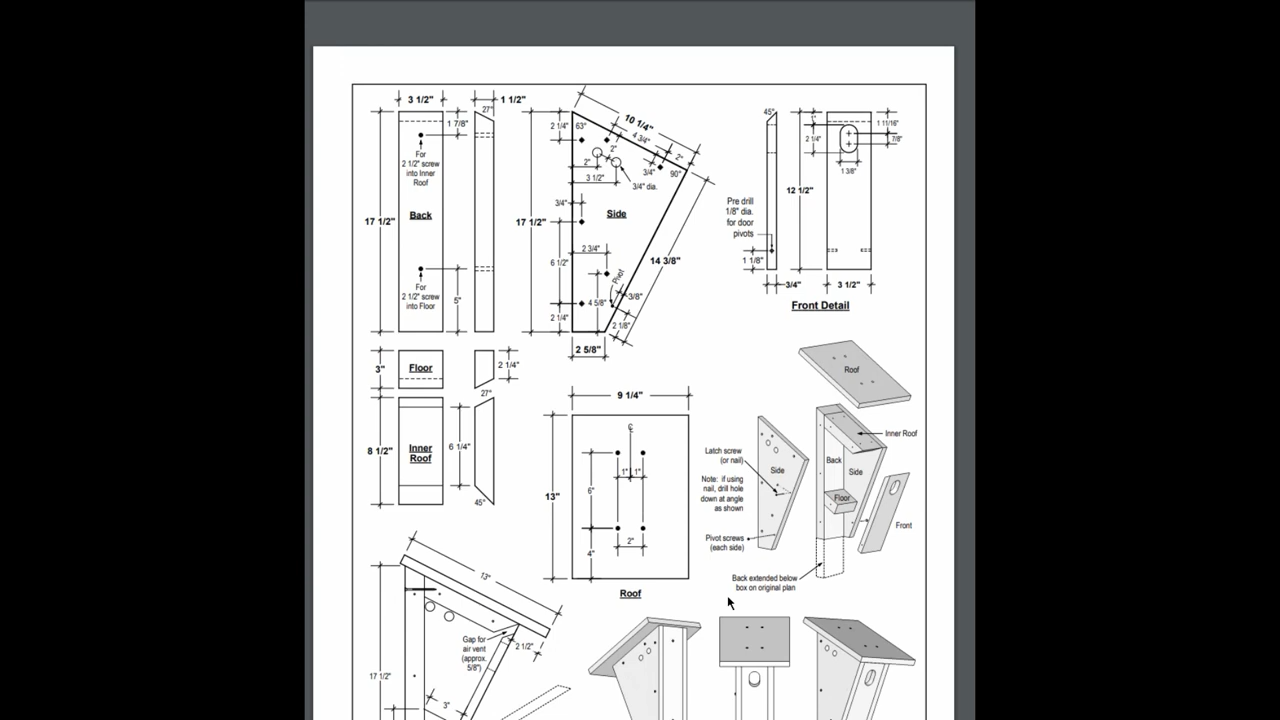 3 1/2"
1 1/2"
27°
1 7/8"
For
2 1/2" screw
into Inner
Roof
Back
17 1/2"
For
2 1/2" screw
into Floor
5"
10 1/4"
2 1/4"
63°
4 3/4"
2"
2"
2"
3/4"
90°
3 1/2"
3/4" dia.
3/4"
Side
17 1/2"
2 3/4"
6 1/2"
14 3/8"
Pivot
4 5/8"
3/8"
2 1/4"
2 1/8"
2 5/8"
45°
1"
1 11/16"
2 1/4"
7/8"
1 3/8"
12 1/2"
Pre drill
1/8" dia.
for door
pivots
1 1/8"
3/4"
3 1/2"
Front Detail
3"
Floor
2 1/4"
27°
8 1/2"
Inner
Roof
6 1/4"
45°
9 1/4"
1"
1"
6"
13"
2"
4"
Roof
Roof
Inner Roof
Latch screw
(or nail)
Back
Side
Side
Note: if using
nail, drill hole
down at angle
as shown
Floor
Front
Pivot screws
(each side)
Back extended below
box on original plan
13"
Gap for
air vent
(approx.
5/8")
2 1/2"
17 1/2"
3"